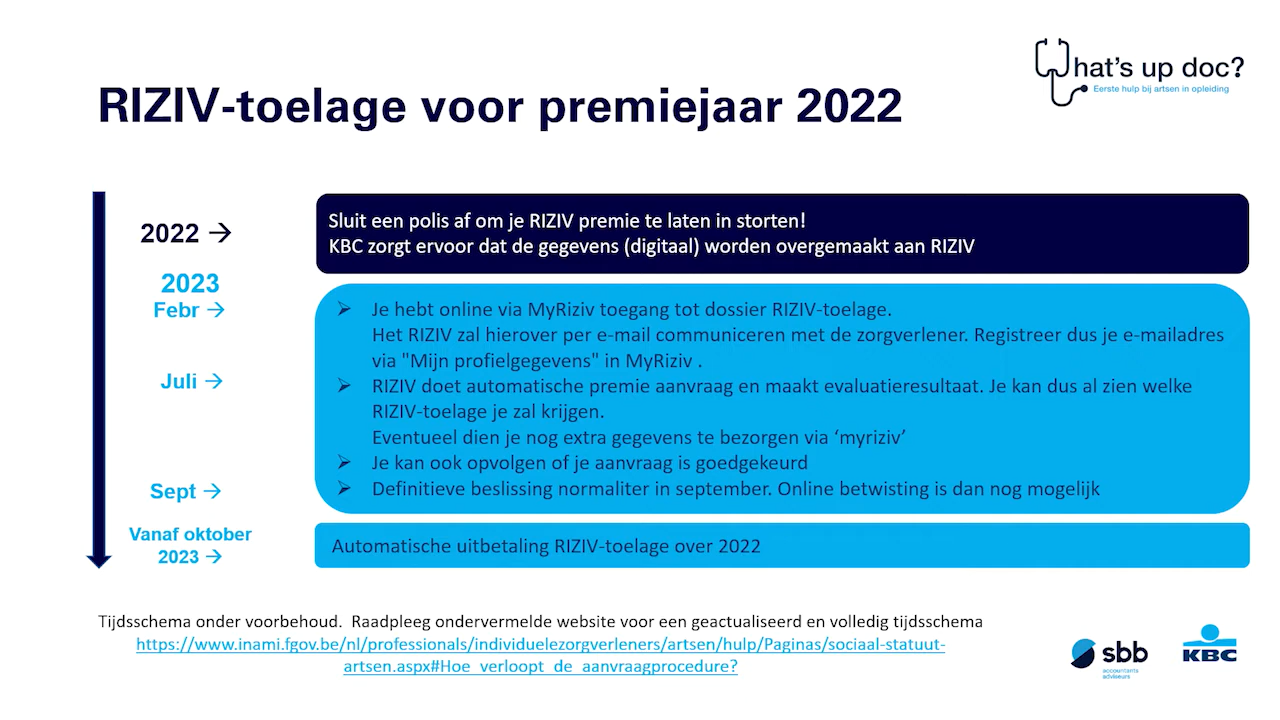 What's up doc?
Eerste hulp bij artsen in opleiding
RIZIV-toelage voor premiejaar 2022
2022 →
Sluit een polis af om je RIZIV premie te laten in storten!
KBC zorgt ervoor dat de gegevens (digitaal) worden overgemaakt aan RIZIV
2023
Febr →
➢ Je hebt online via MyRiziv toegang tot dossier RIZIV-toelage.
Het RIZIV zal hierover per e-mail communiceren met de zorgverlener. Registreer dus je e-mailadres
via "Mijn profielgegevens" in MyRiziv .
Juli →
➢ RIZIV doet automatische premie aanvraag en maakt evaluatieresultaat. Je kan dus al zien welke
RIZIV-toelage je zal krijgen.
Eventueel dien je nog extra gegevens te bezorgen via ‘myriziv’
➢ Je kan ook opvolgen of je aanvraag is goedgekeurd
Sept →
➢ Definitieve beslissing normaliter in september. Online betwisting is dan nog mogelijk
Vanaf oktober
2023 →
Automatische uitbetaling RIZIV-toelage over 2022
Tijdsschema onder voorbehoud. Raadpleeg ondervermelde website voor een geactualiseerd en volledig tijdsschema
https://www.inami.fgov.be/nl/professionals/individuelezorgverleners/artsen/hulp/Paginas/sociaal-statuut-
artsen.aspx#Hoe_verloopt_de_aanvraagprocedure?
sbb
accountants
adviseurs
KBC